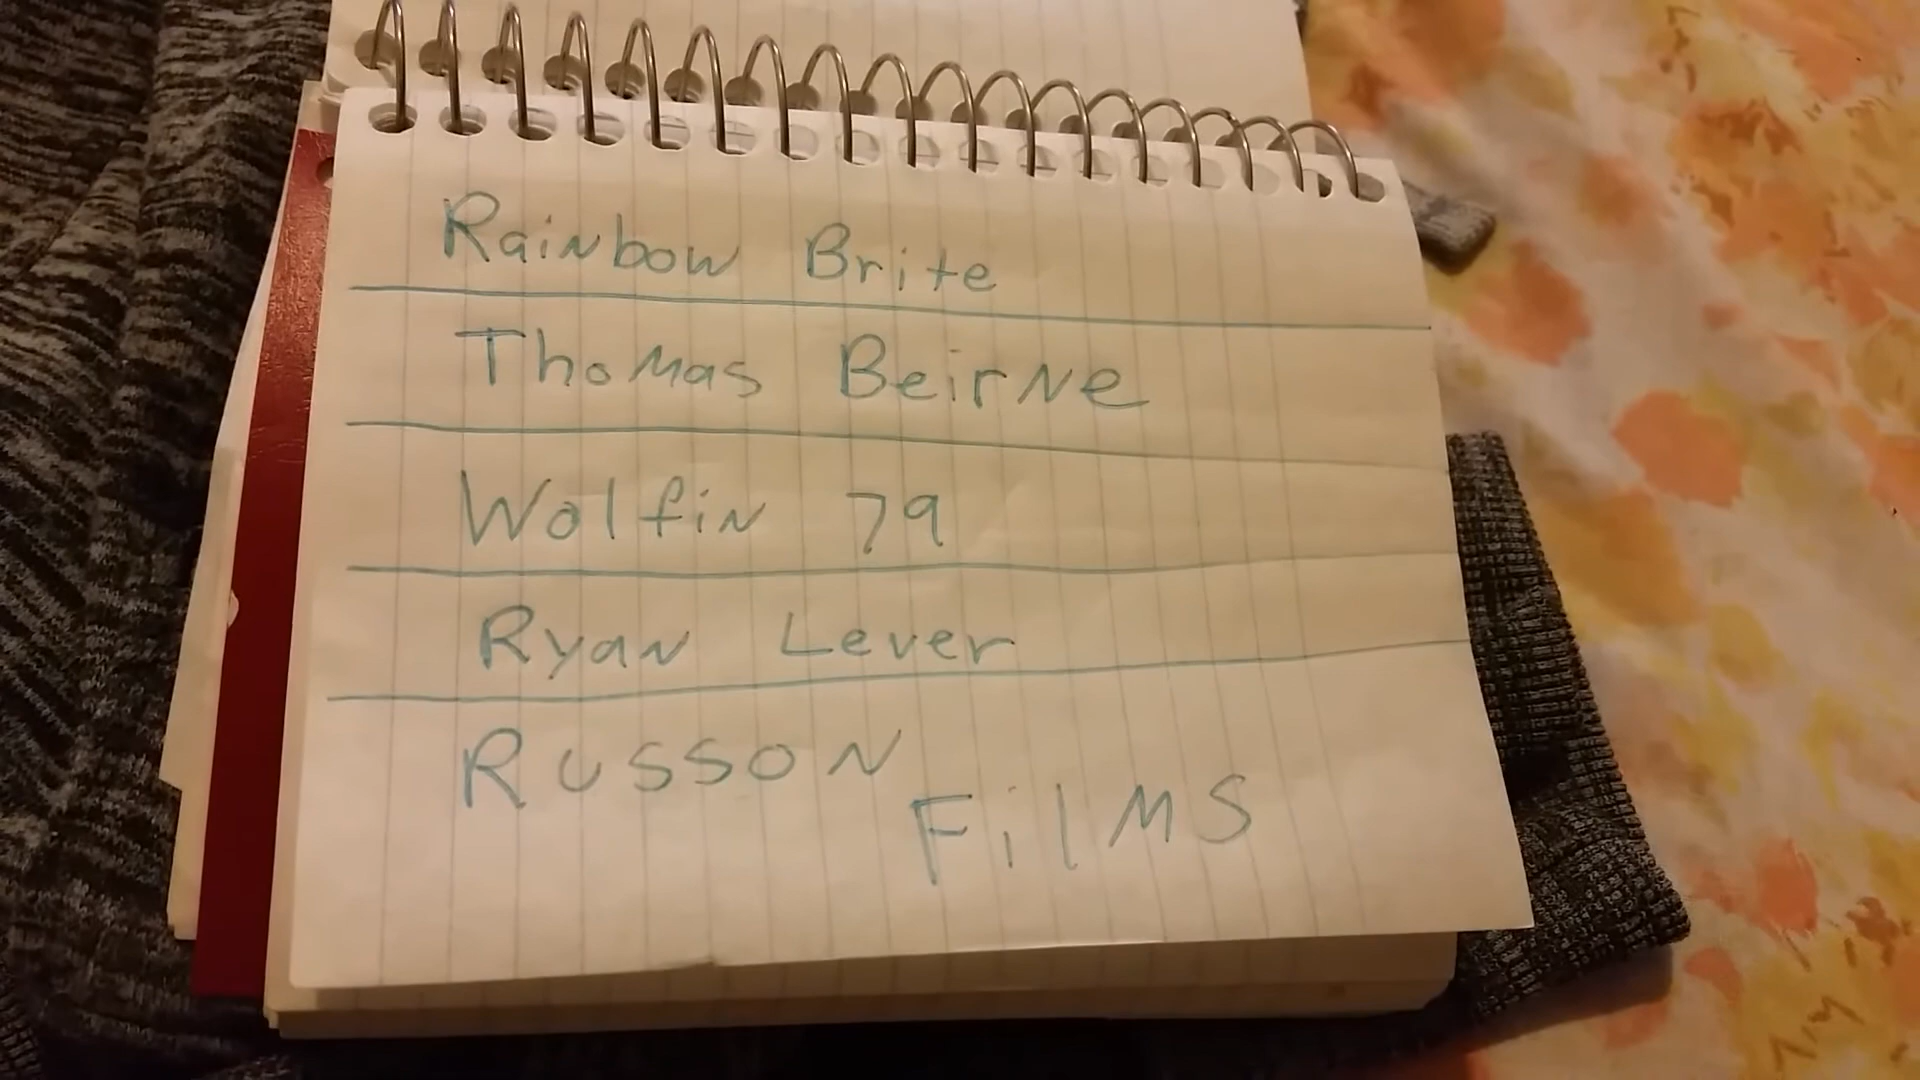 Rainbow Brite
Thomas Beirne
Wolfin 79
Ryan Lever
Russon
Films